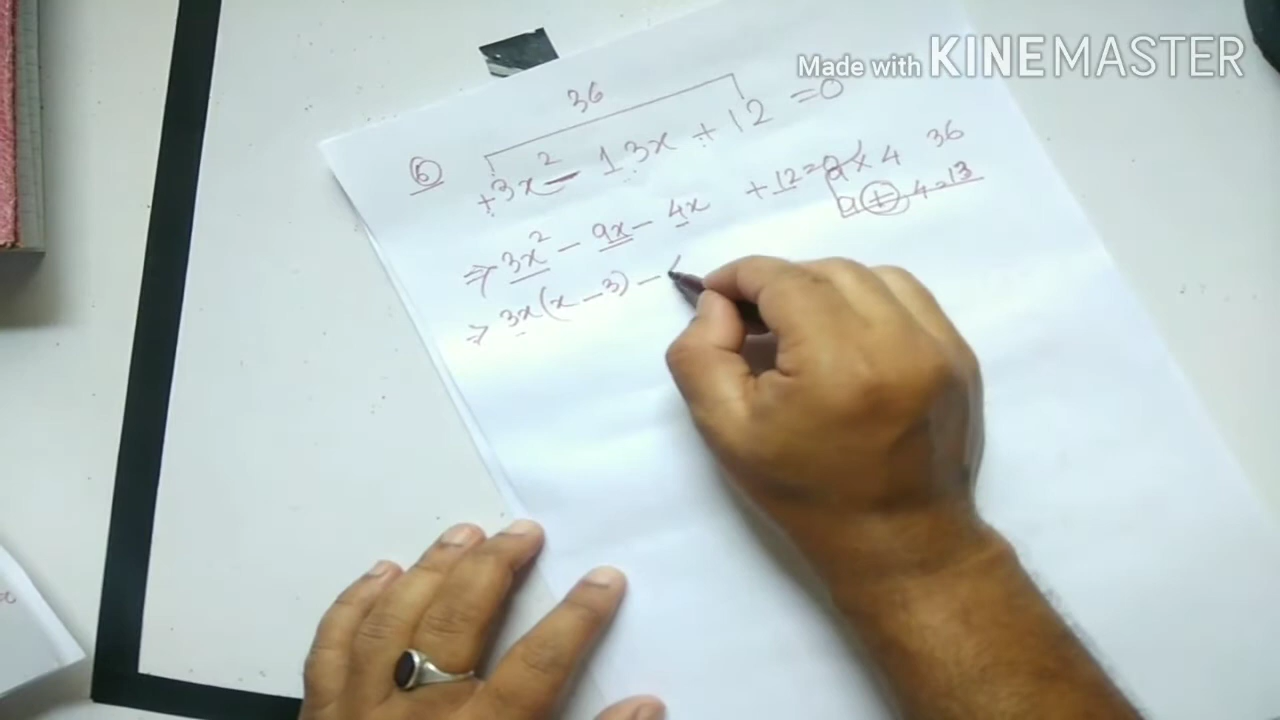 Made with KINEMASTER
36
6 +3x² - 13x + 12 = 0
36
⇒ 3x² - 9x - 4x + 12 = 0
9 × 4
9 + 4 = 13
⇒ 3x(x - 3) -